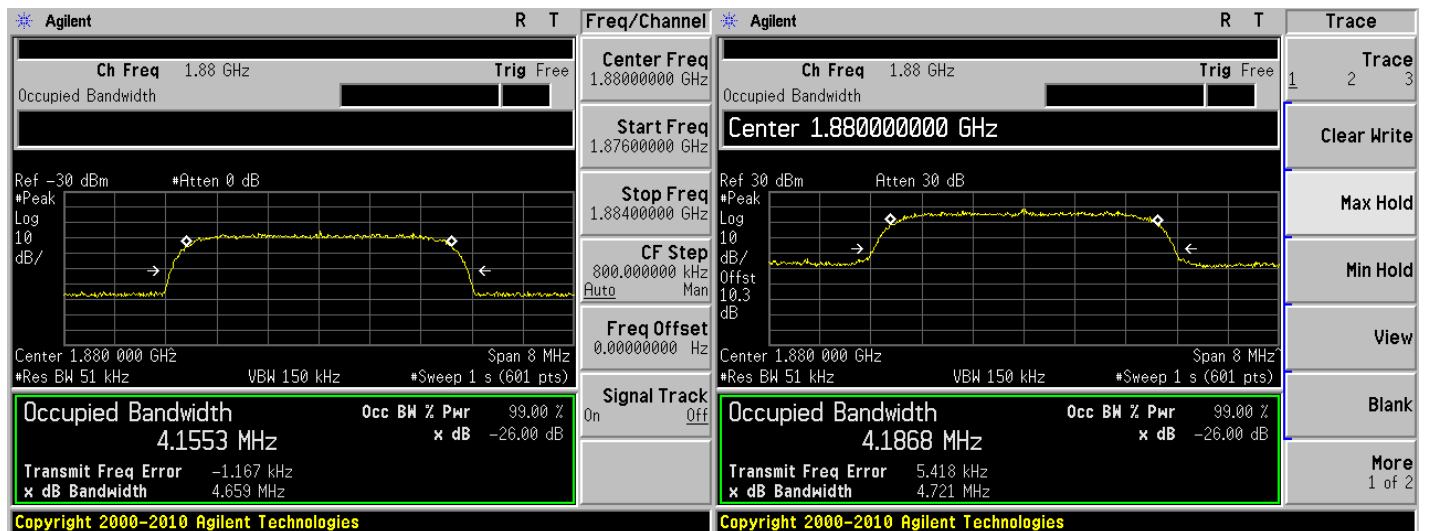 Agilent R T
Freq/Channel
Ch Freq 1.88 GHz Trig Free
Occupied Bandwidth
Ref -30 dBm #Atten 0 dB
#Peak
Log
10
dB/
Center 1.880 000 GHz Span 8 MHz
#Res BW 51 kHz VBW 150 kHz #Sweep 1 s (601 pts)
Occupied Bandwidth Occ BW % Pwr 99.00 %
4.1553 MHz x dB -26.00 dB
Transmit Freq Error -1.167 kHz
x dB Bandwidth 4.659 MHz
Copyright 2000-2010 Agilent Technologies
Center Freq
1.88000000 GHz
Start Freq
1.87600000 GHz
Stop Freq
1.88400000 GHz
CF Step
800.000000 kHz
Auto Man
Freq Offset
0.00000000 Hz
Signal Track
On Off
Agilent R T
Trace
Ch Freq 1.88 GHz Trig Free
Occupied Bandwidth
Center 1.880000000 GHz
Ref 30 dBm Atten 30 dB
#Peak
Log
10
dB/
Offst
10.3
dB
Center 1.880 000 GHz Span 8 MHz
#Res BW 51 kHz VBW 150 kHz #Sweep 1 s (601 pts)
Occupied Bandwidth Occ BW % Pwr 99.00 %
4.1868 MHz x dB -26.00 dB
Transmit Freq Error 5.418 kHz
x dB Bandwidth 4.721 MHz
Copyright 2000-2010 Agilent Technologies
Trace
1 2 3
Clear Write
Max Hold
Min Hold
View
Blank
More
1 of 2